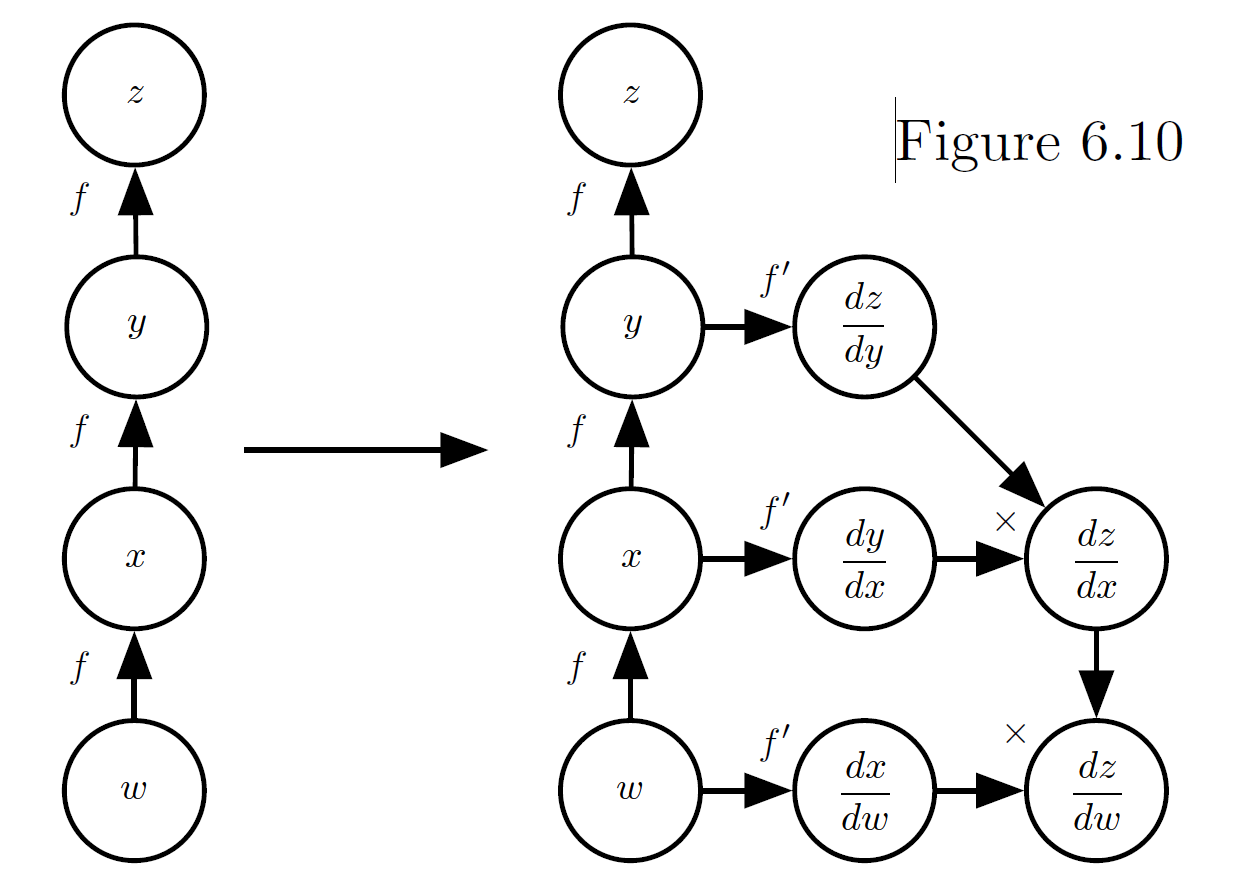 z
z
Figure 6.10
f
f
y
y
f′
dz
dy
f
f
x
x
f′
dy
dx
×
dz
dx
f
f
w
w
f′
dx
dw
×
dz
dw